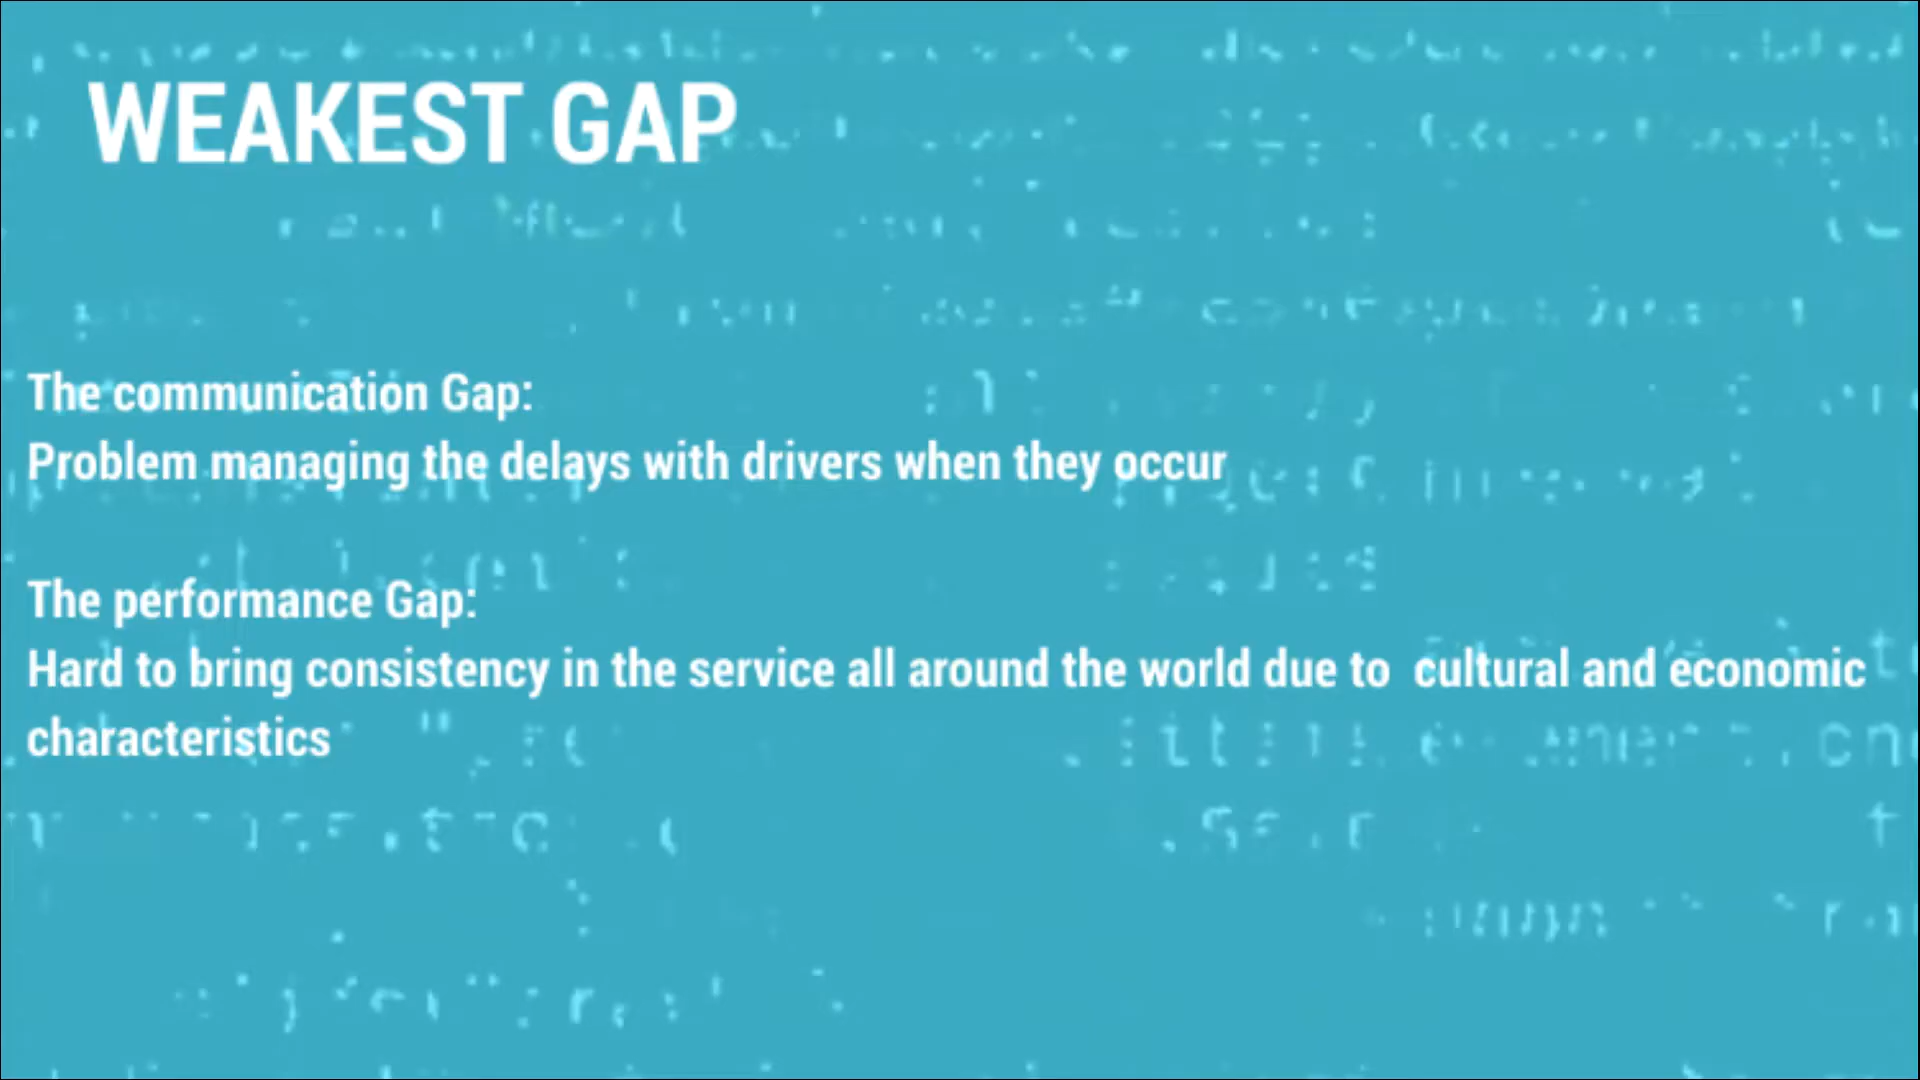 WEAKEST GAP
The communication Gap:
Problem managing the delays with drivers when they occur
The performance Gap:
Hard to bring consistency in the service all around the world due to  cultural and economic
characteristics